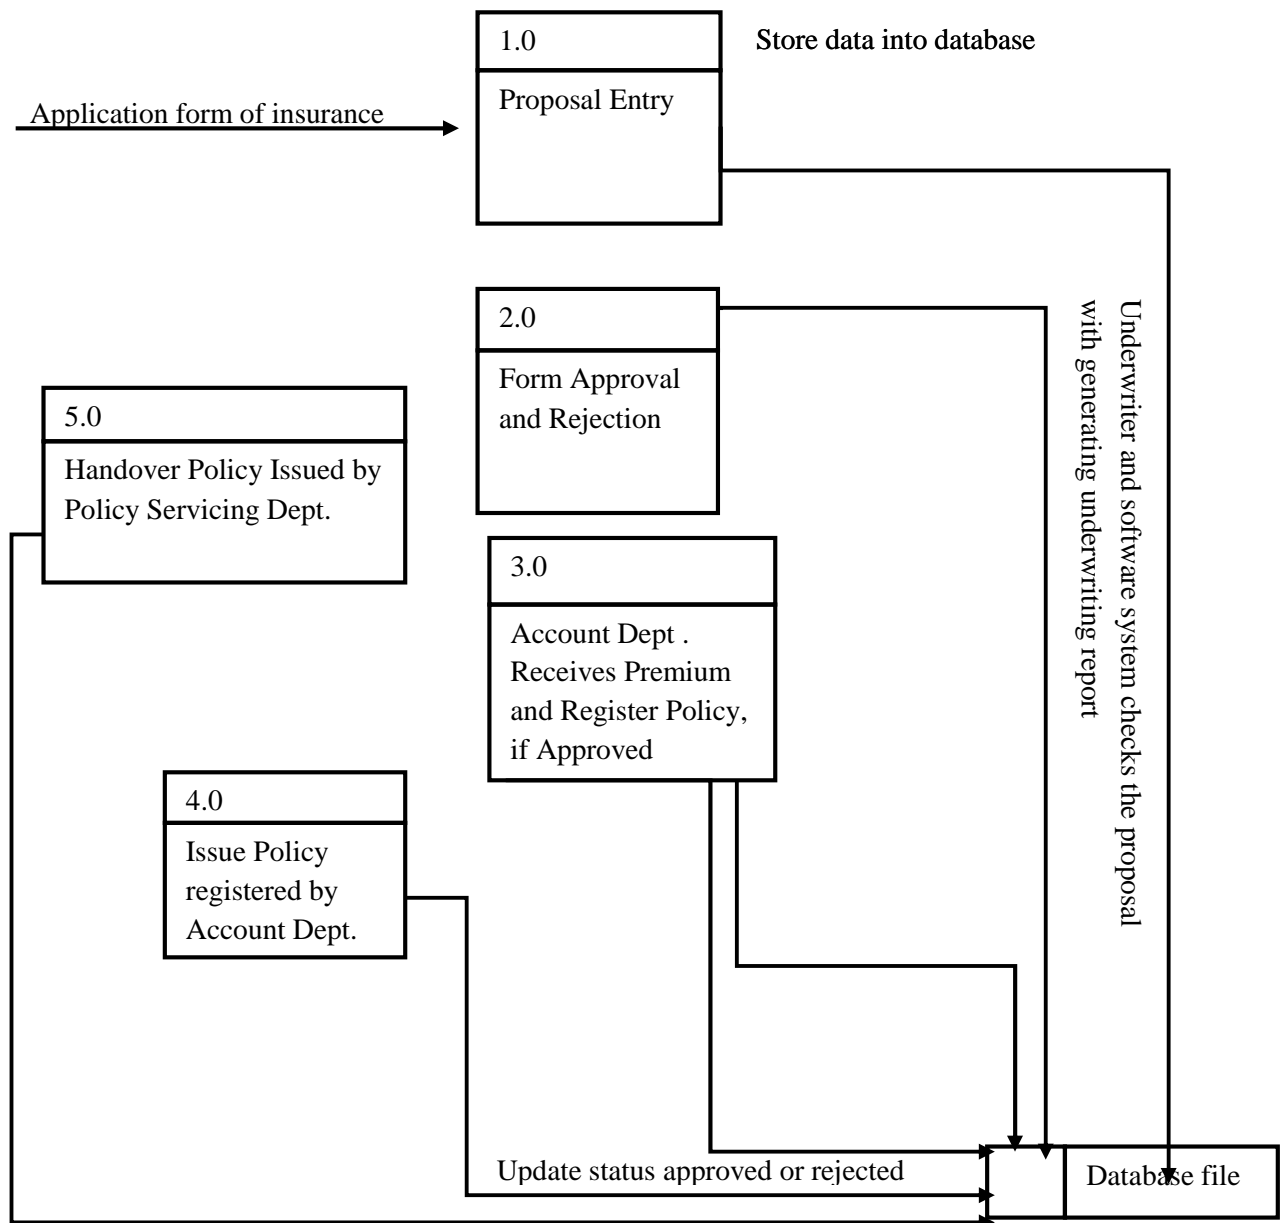 1.0
Store data into database
Proposal Entry
Application form of insurance
2.0
Form Approval
and Rejection
Underwriter and software system checks the proposal
with generating underwriting report
5.0
Handover Policy Issued by
Policy Servicing Dept.
3.0
Account Dept .
Receives Premium
and Register Policy,
if Approved
4.0
Issue Policy
registered by
Account Dept.
Update status approved or rejected
Database file